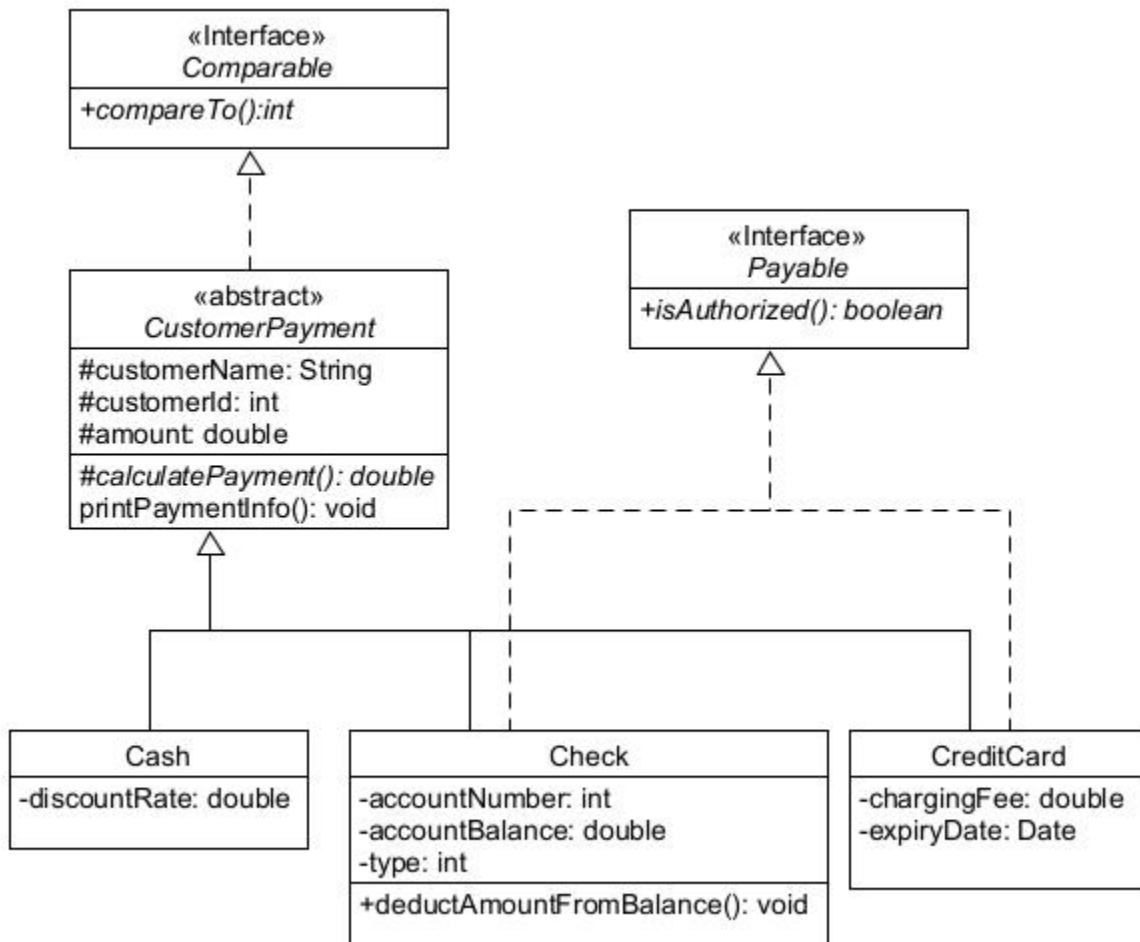 «Interface»
Comparable
+compareTo():int
«Interface»
Payable
+isAuthorized(): boolean
«abstract»
CustomerPayment
#customerName: String
#customerId: int
#amount: double
#calculatePayment(): double
printPaymentInfo(): void
Cash
-discountRate: double
Check
-accountNumber: int
-accountBalance: double
-type: int
+deductAmountFromBalance(): void
CreditCard
-chargingFee: double
-expiryDate: Date